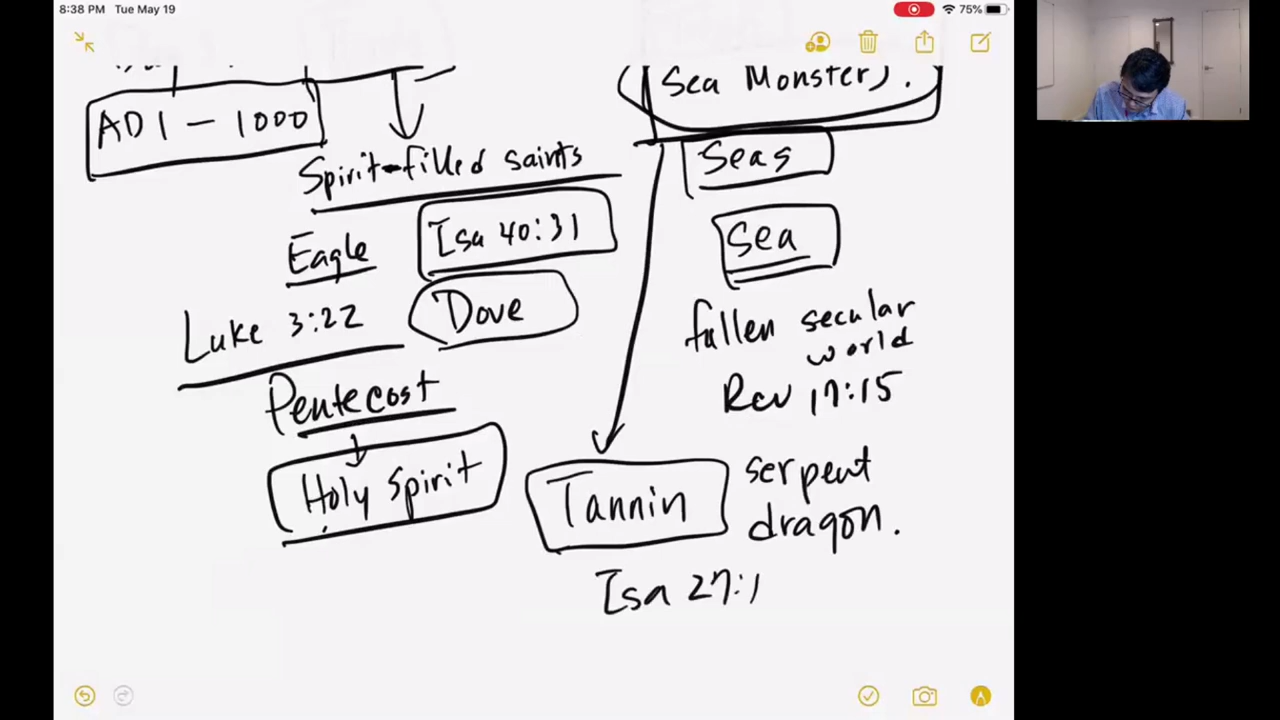 8:38 PM Tue May 19
75%
AD 1 - 1000
Spirit-filled saints
Eagle
Isa 40:31
Luke 3:22
Dove
Pentecost
Holy Spirit
Sea Monster).
Seas
Sea
fallen secular
world
Rev 17:15
Tannin
serpent
dragon.
Isa 27:1